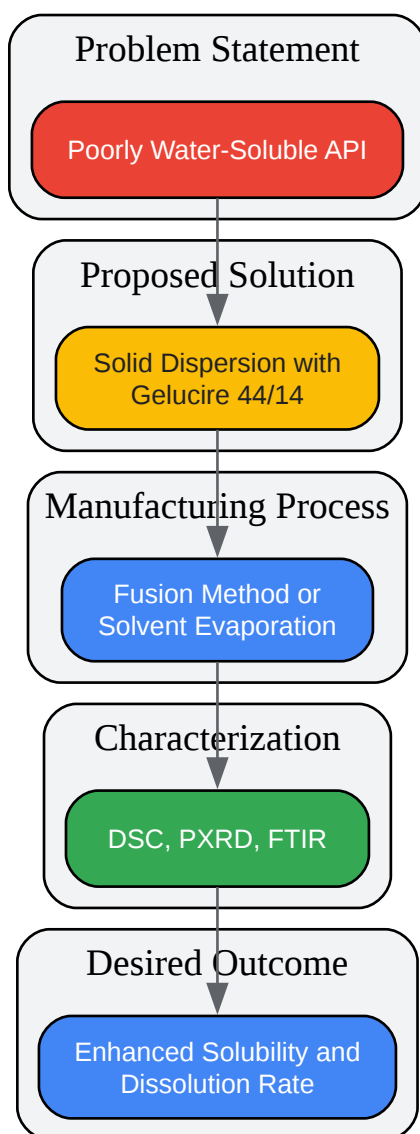 Problem Statement
Poorly Water-Soluble API
Proposed Solution
Solid Dispersion with
Gelucire 44/14
Manufacturing Process
Fusion Method or
Solvent Evaporation
Characterization
DSC, PXRD, FTIR
Desired Outcome
Enhanced Solubility and
Dissolution Rate